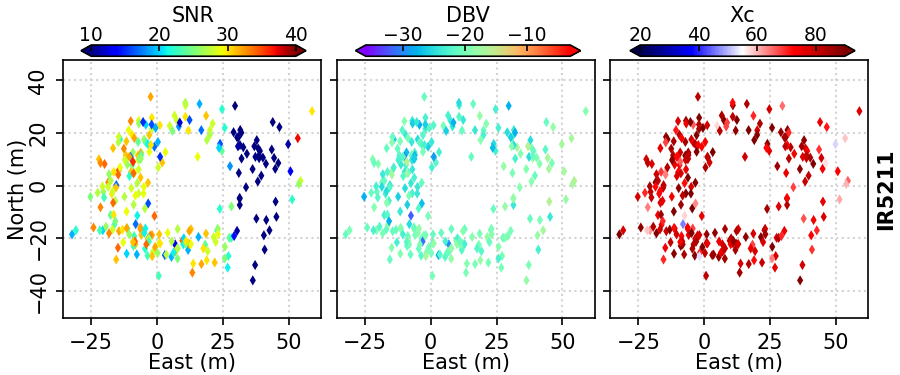 SNR DBV Xc
10 20 30 40 −30 −20 −10 20 40 60 80
North (m)
40
20
0
−20
−40
IR5211
−25 0 25 50 −25 0 25 50 −25 0 25 50
East (m) East (m) East (m)